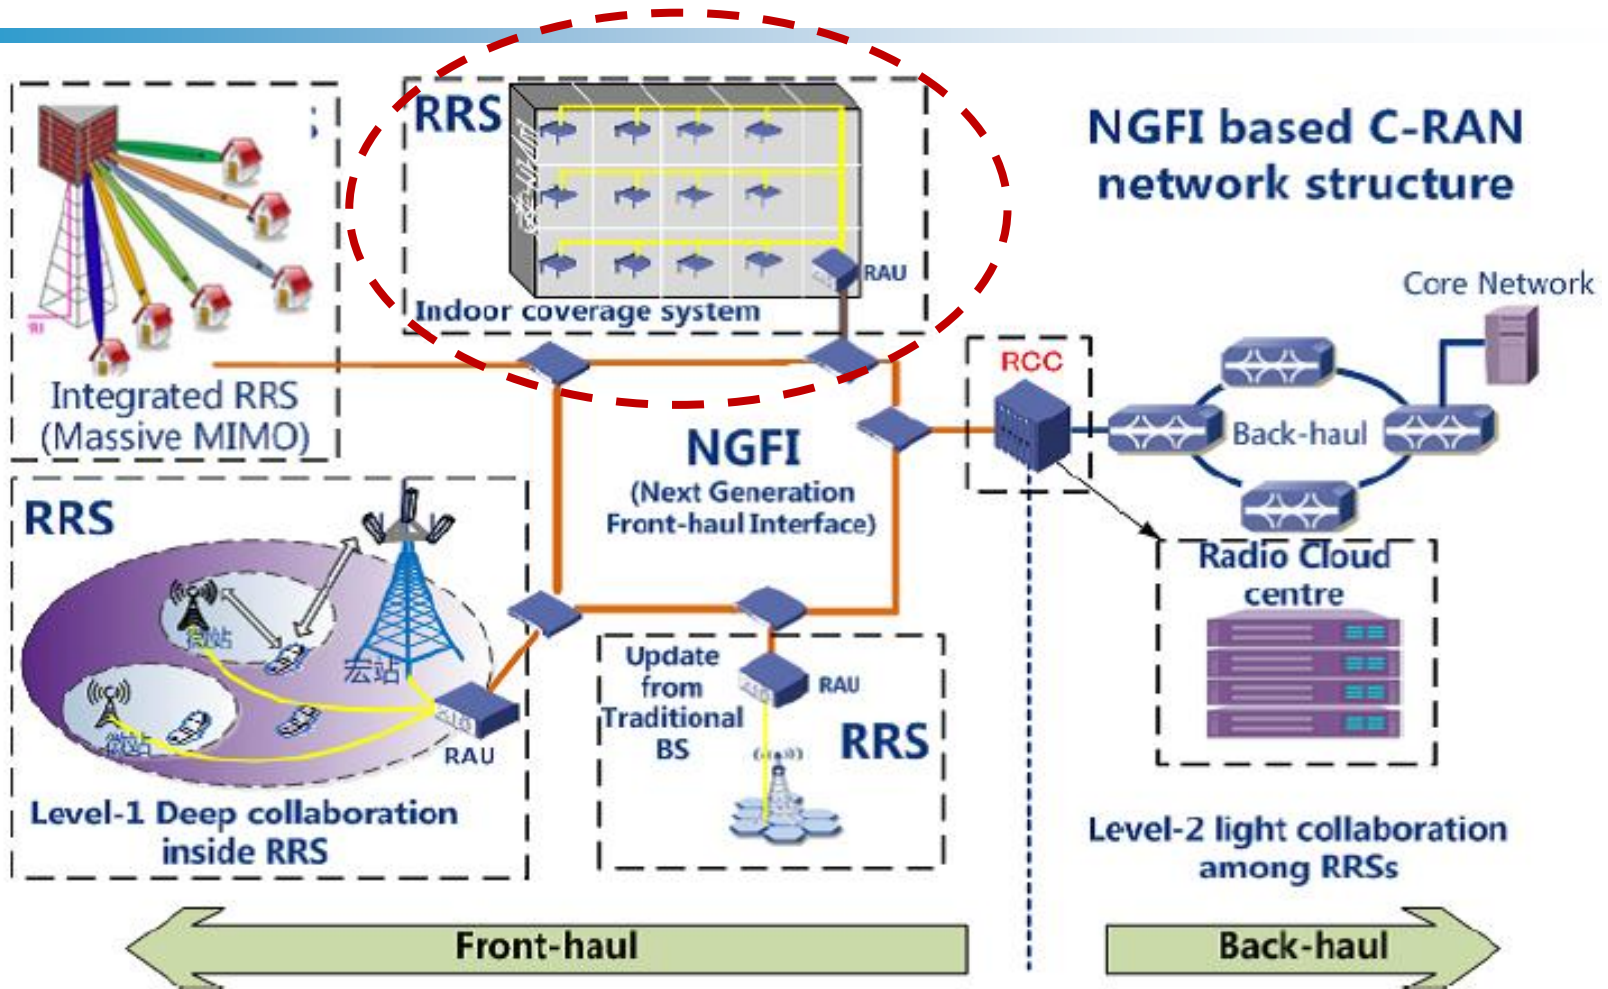 RRS
RAU
Indoor coverage system
NGFI based C-RAN
network structure
Core Network
Integrated RRS
(Massive MIMO)
RCC
Back-haul
NGFI
(Next Generation
Front-haul Interface)
RRS
宏站
微站
RAU
Level-1 Deep collaboration
inside RRS
Update
from
Traditional
BS
RAU
RRS
Radio Cloud
centre
Level-2 light collaboration
among RRSs
Front-haul
Back-haul